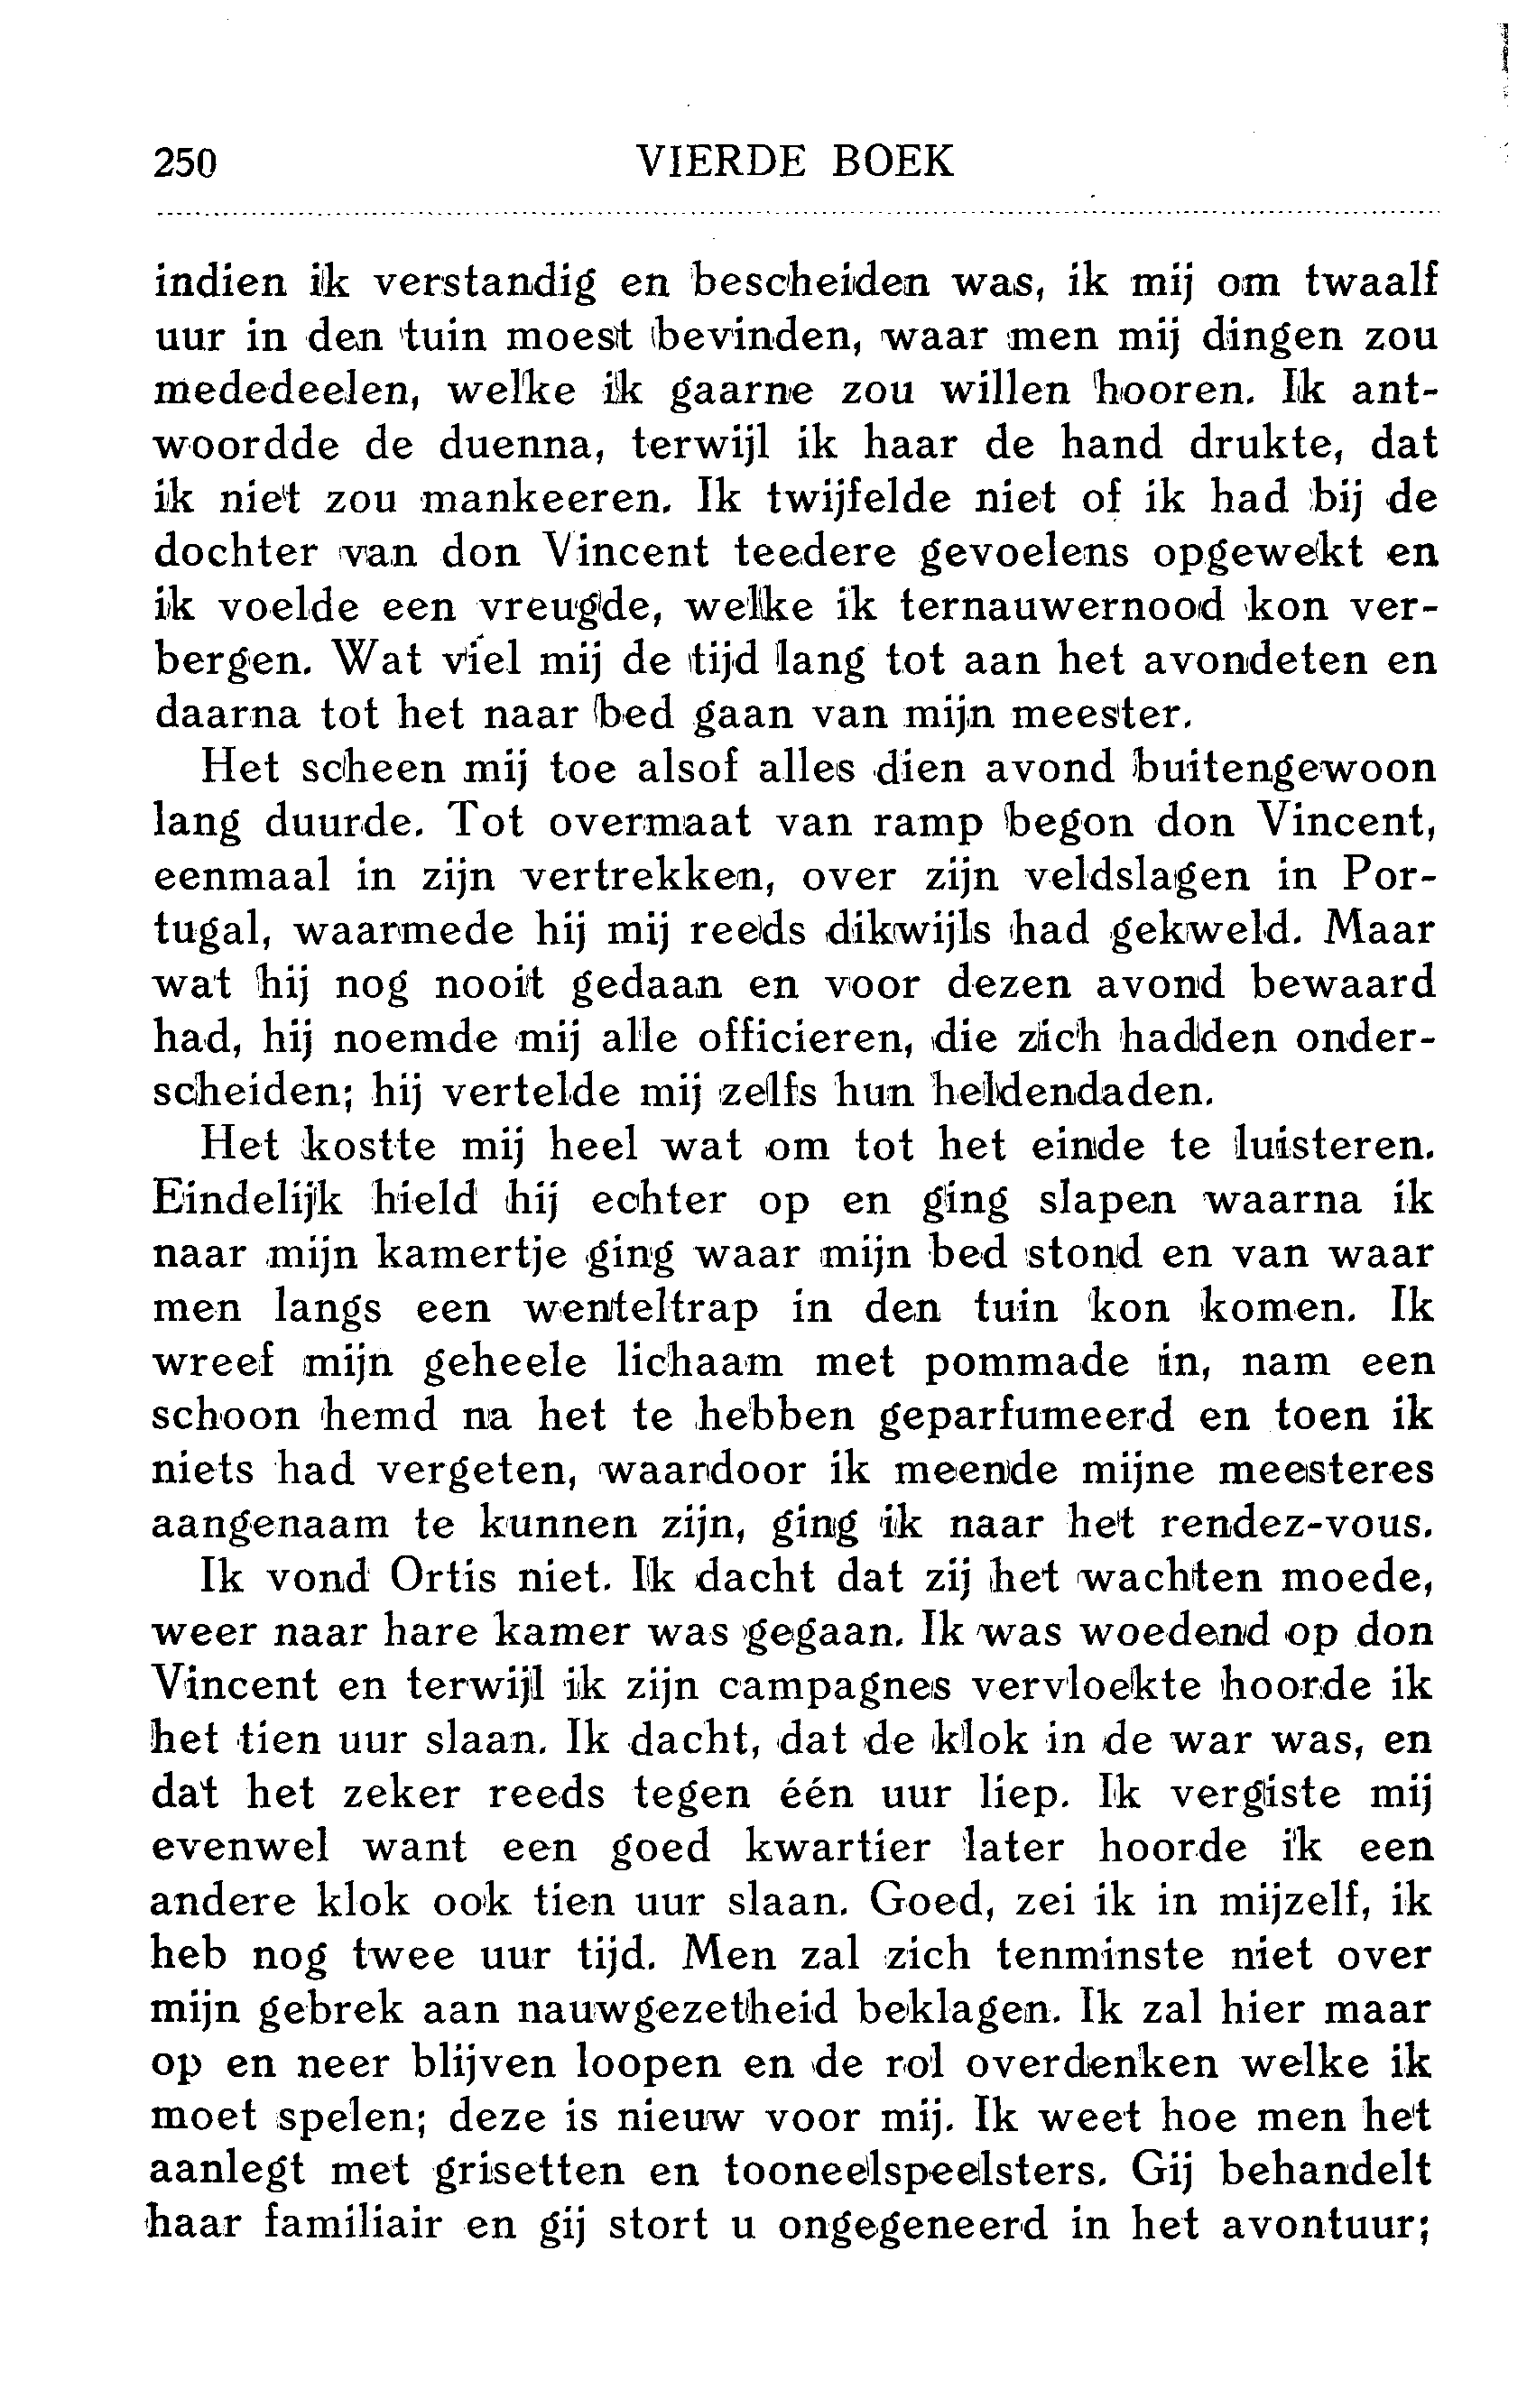 250 VIERDE BOEK
indien ik verstandig en bescheiden was, ik mij om twaalf
uur in den tuin moest bevinden, waar men mij dingen zou
mededeelen, welke ik gaarne zou willen hooren. Ik ant-
woordde de duenna, terwijl ik haar de hand drukte, dat
ik niet zou mankeeren. Ik twijfelde niet of ik had bij de
dochter van don Vincent teedere gevoelens opgewekt en
ik voelde een vreugde, welke ik ternauwernood kon ver-
bergen. Wat viel mij de tijd lang tot aan het avondeten en
daarna tot het naar bed gaan van mijn meester.
Het scheen mij toe alsof alles dien avond buitengewoon
lang duurde. Tot overmaat van ramp begon don Vincent,
eenmaal in zijn vertrekken, over zijn veldslagen in Por-
tugal, waarmede hij mij reeds dikwijls had gekweld. Maar
wat hij nog nooit gedaan en voor dezen avond bewaard
had, hij noemde mij alle officieren, die zich hadden onder-
scheiden; hij vertelde mij zelfs hun heldendaden.
Het kostte mij heel wat om tot het einde te luisteren.
Eindelijk hield hij echter op en ging slapen waarna ik
naar mijn kamertje ging waar mijn bed stond en van waar
men langs een wenteltrap in den tuin kon komen. Ik
wreef mijn geheele lichaam met pommade in, nam een
schoon hemd na het te hebben geparfumeerd en toen ik
niets had vergeten, waardoor ik meende mijne meesteres
aangenaam te kunnen zijn, ging ik naar het rendez-vous.
Ik vond Ortis niet. Ik dacht dat zij het wachten moede,
weer naar hare kamer was gegaan. Ik was woedend op don
Vincent en terwijl ik zijn campagnes vervloekte hoorde ik
het tien uur slaan. Ik dacht, dat de klok in de war was, en
dat het zeker reeds tegen één uur liep. Ik vergiste mij
evenwel want een goed kwartier later hoorde ik een
andere klok ook tien uur slaan. Goed, zei ik in mijzelf, ik
heb nog twee uur tijd. Men zal zich tenminste niet over
mijn gebrek aan nauwgezetheid beklagen. Ik zal hier maar
op en neer blijven loopen en de rol overdenken welke ik
moet spelen; deze is nieuw voor mij. Ik weet hoe men het
aanlegt met grisetten en tooneelspeelsters. Gij behandelt
haar familiair en gij stort u ongegeneerd in het avontuur;